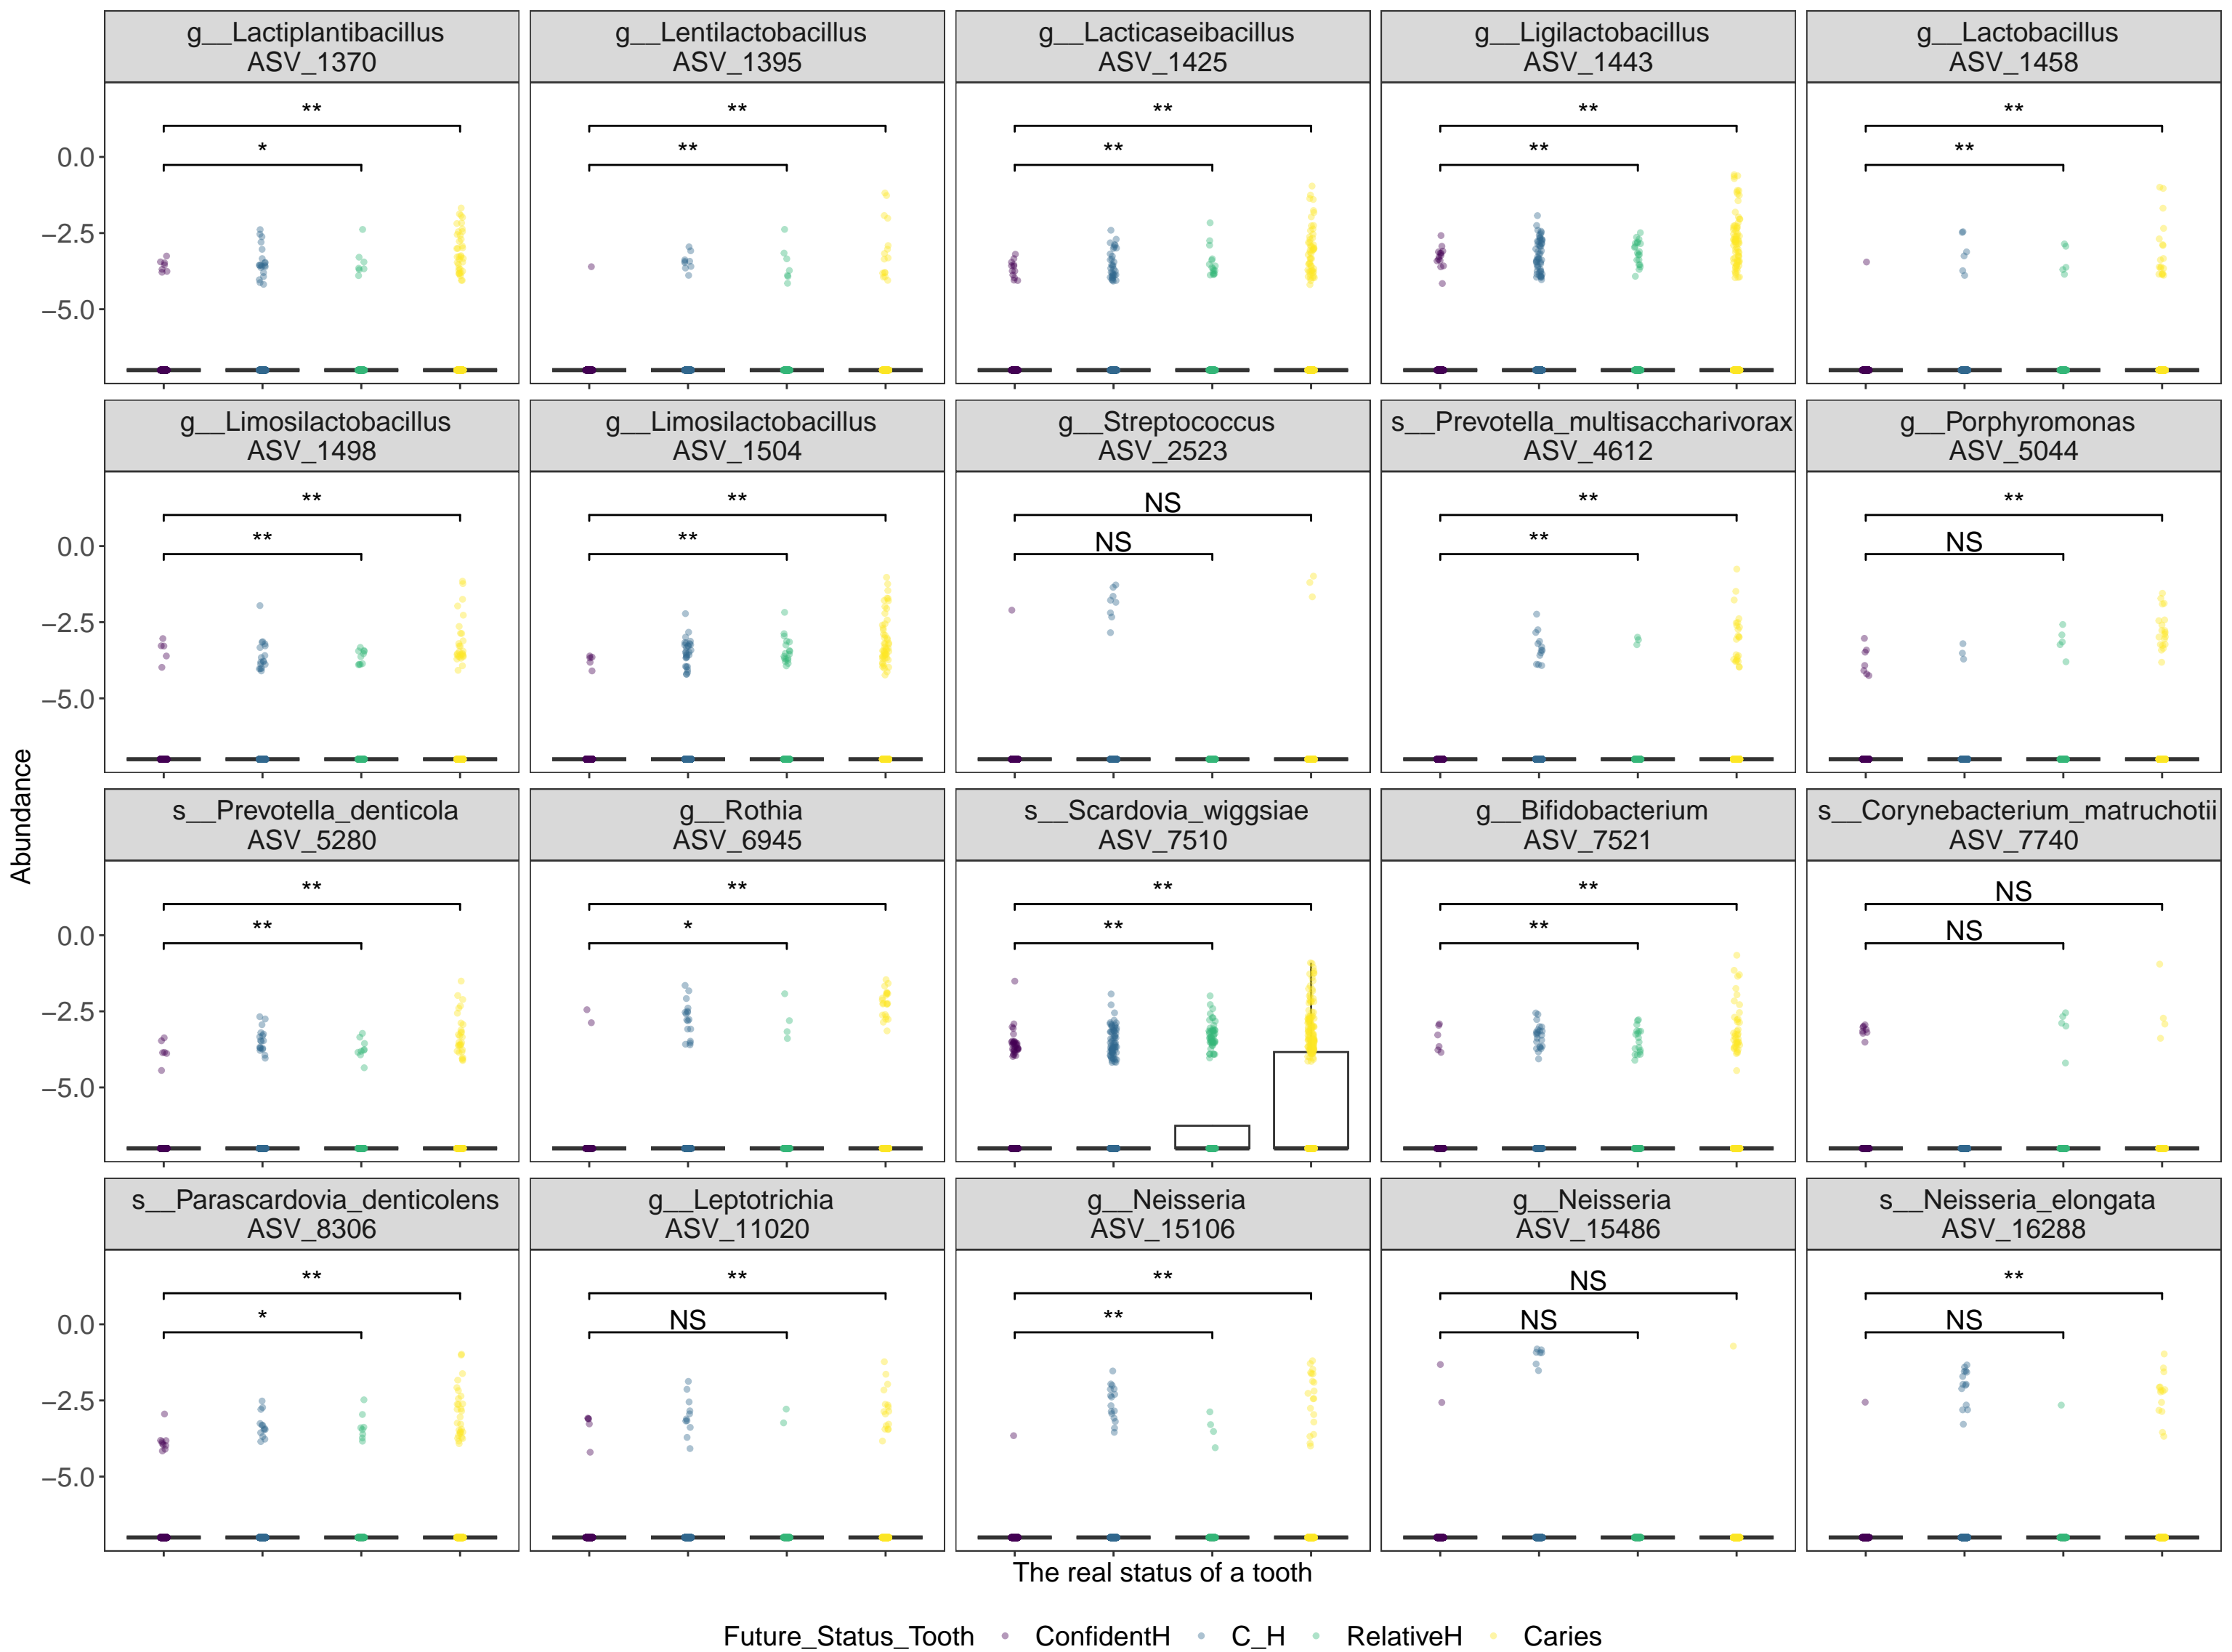 g__Lactiplantibacillus
ASV_1370
g__Lentilactobacillus
ASV_1395
g__Lacticaseibacillus
ASV_1425
g__Ligilactobacillus
ASV_1443
g__Lactobacillus
ASV_1458
**
*
**
**
**
**
**
**
**
**
0.0
−2.5
−5.0
g__Limosilactobacillus
ASV_1498
g__Limosilactobacillus
ASV_1504
g__Streptococcus
ASV_2523
s__Prevotella_multisaccharivorax
ASV_4612
g__Porphyromonas
ASV_5044
**
**
**
**
NS
NS
**
**
**
NS
0.0
−2.5
−5.0
Abundance
s__Prevotella_denticola
ASV_5280
g__Rothia
ASV_6945
s__Scardovia_wiggsiae
ASV_7510
g__Bifidobacterium
ASV_7521
s__Corynebacterium_matruchotii
ASV_7740
**
**
**
*
**
**
**
**
NS
NS
0.0
−2.5
−5.0
s__Parascardovia_denticolens
ASV_8306
g__Leptotrichia
ASV_11020
g__Neisseria
ASV_15106
g__Neisseria
ASV_15486
s__Neisseria_elongata
ASV_16288
**
*
**
NS
**
**
NS
NS
**
NS
0.0
−2.5
−5.0
The real status of a tooth
Future_Status_Tooth ConfidentH C_H RelativeH Caries